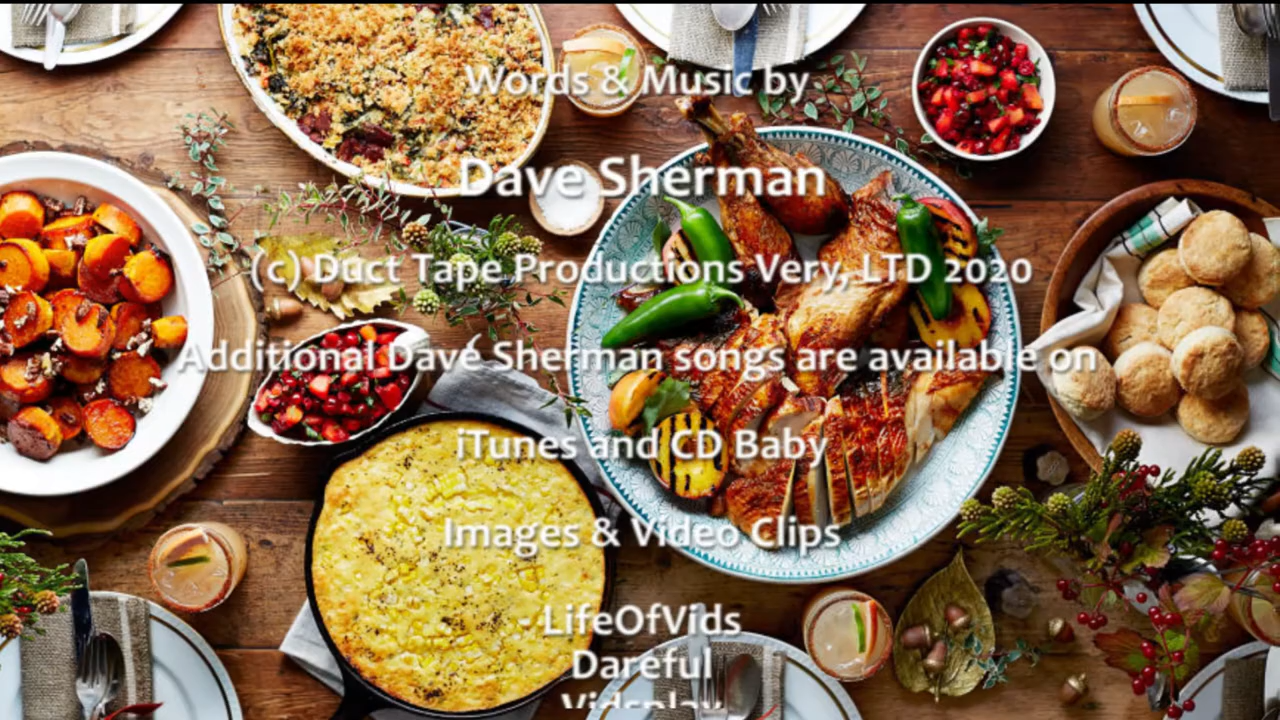 Words & Music by
Dave Sherman
(c) Duct Tape Productions Very, LTD 2020
Additional Dave Sherman songs are available on
iTunes and CD Baby
Images & Video Clips
- LifeOfVids
Dareful
Vidsplay